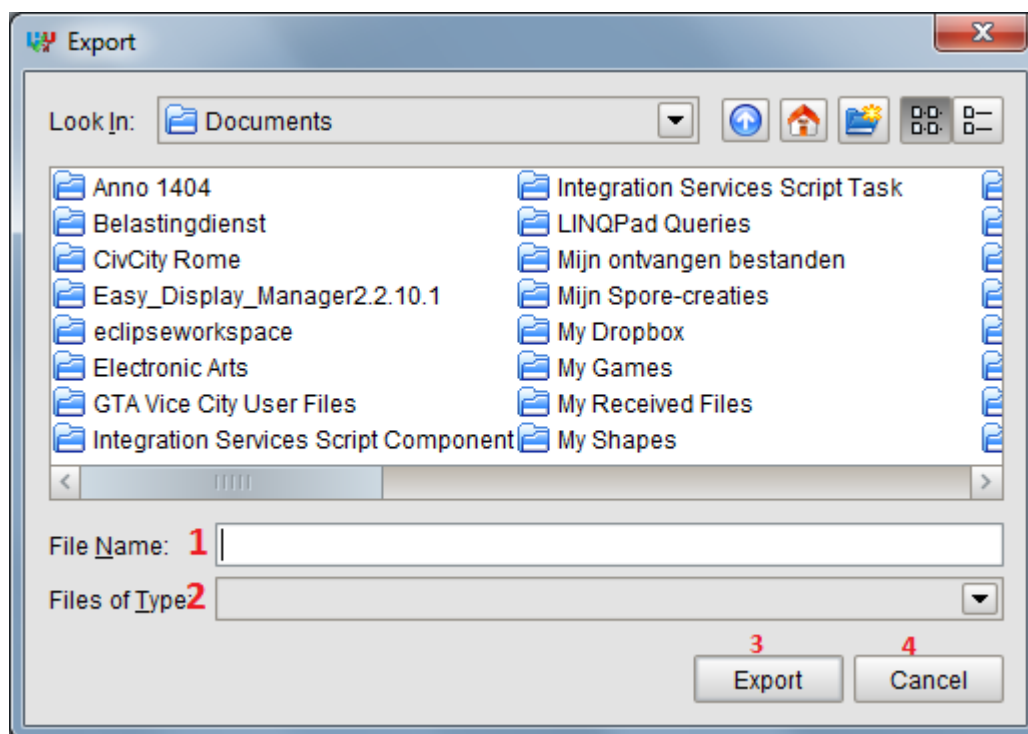 Export
Look In: Documents
Anno 1404 Integration Services Script Task
Belastingdienst LINQPad Queries
CivCity Rome Mijn ontvangen bestanden
Easy_Display_Manager2.2.10.1 Mijn Spore-creaties
eclipseworkspace My Dropbox
Electronic Arts My Games
GTA Vice City User Files My Received Files
Integration Services Script Component My Shapes
File Name: 1
Files of Type: 2
3 4
Export Cancel